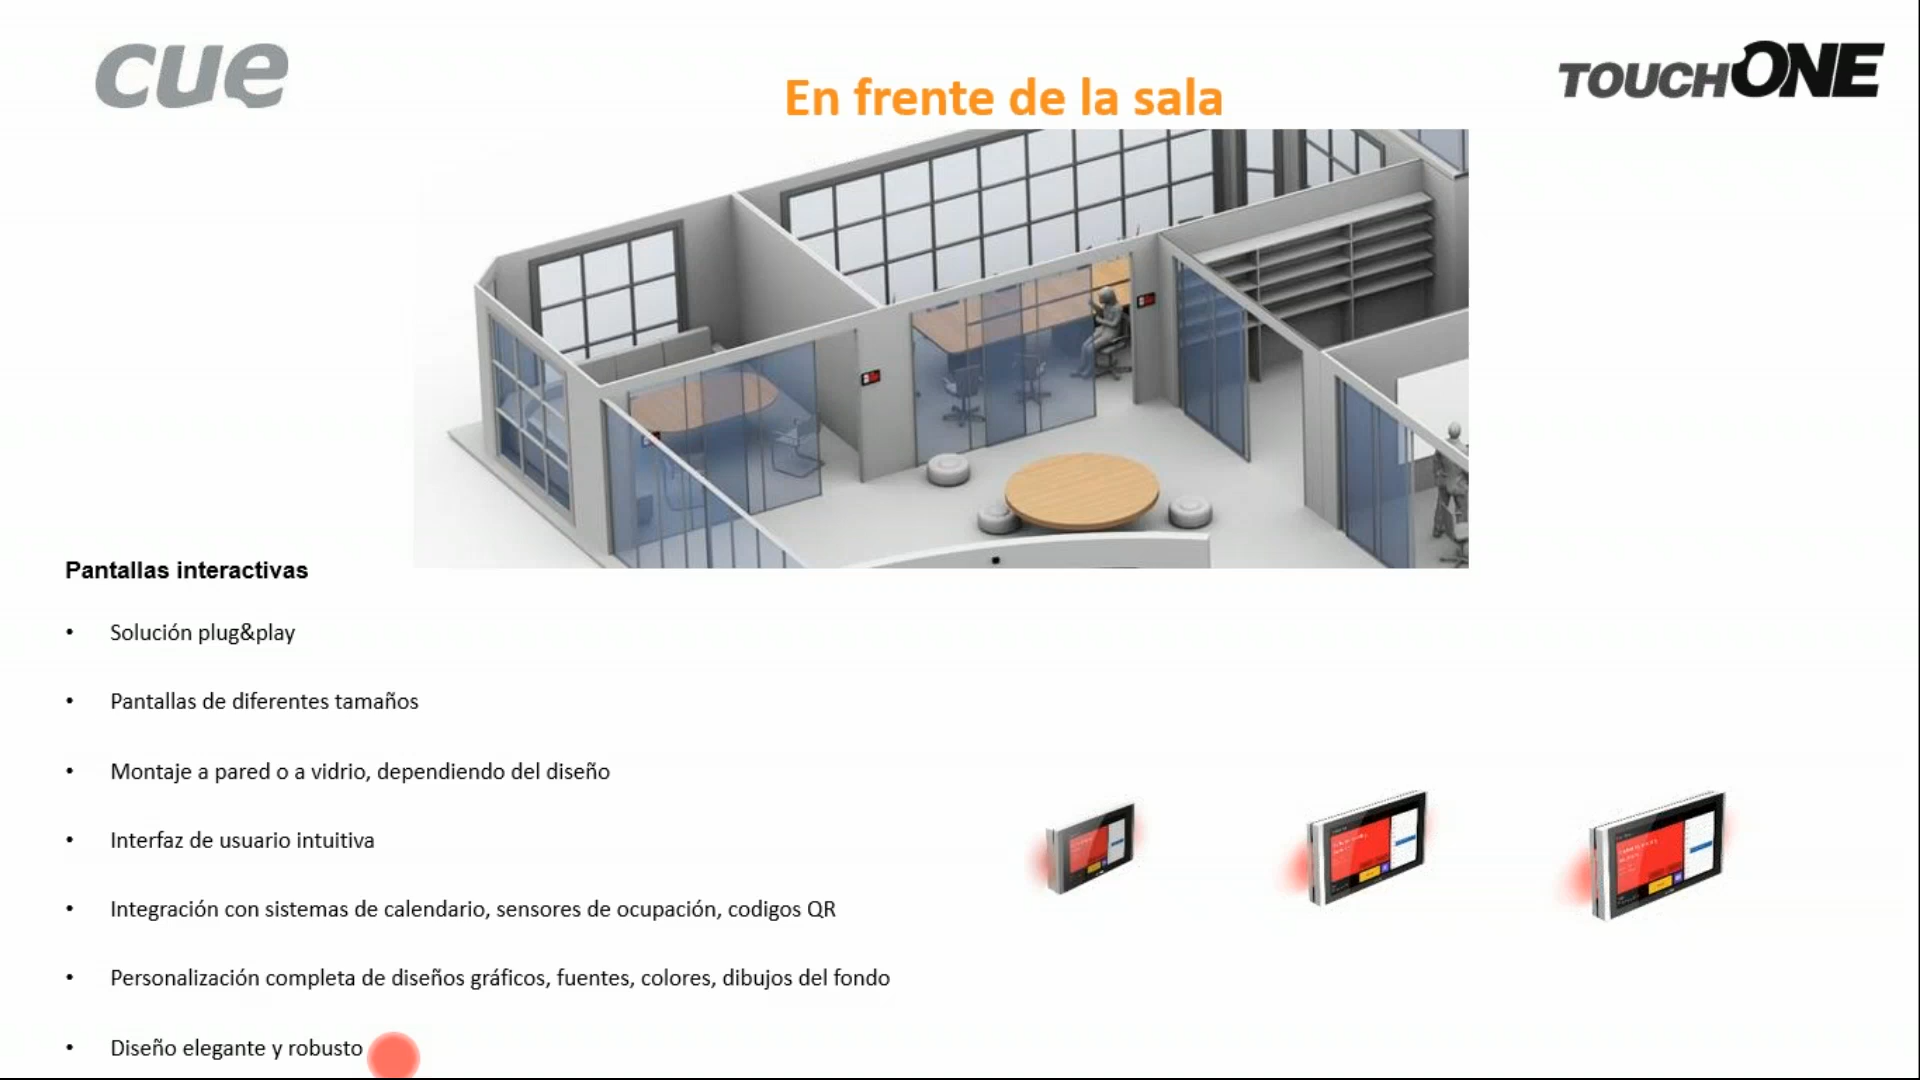 cue
TOUCHONE
En frente de la sala
Pantallas interactivas
• Solución plug&play
• Pantallas de diferentes tamaños
• Montaje a pared o a vidrio, dependiendo del diseño
• Interfaz de usuario intuitiva
• Integración con sistemas de calendario, sensores de ocupación, codigos QR
• Personalización completa de diseños gráficos, fuentes, colores, dibujos del fondo
• Diseño elegante y robusto